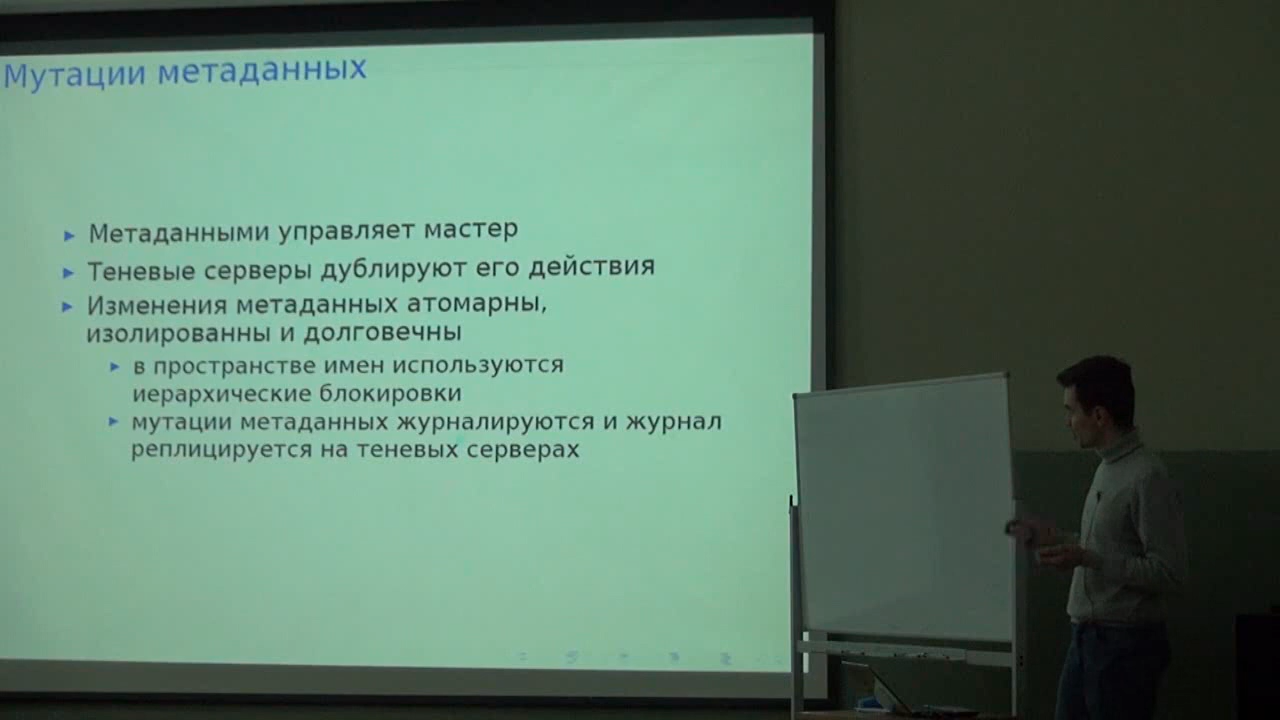 Мутации метаданных
Метаданными управляет мастер
Теневые серверы дублируют его действия
Изменения метаданных атомарны,
изолированны и долговечны
в пространстве имен используются
иерархические блокировки
мутации метаданных журналируются и журнал
реплицируется на теневых серверах